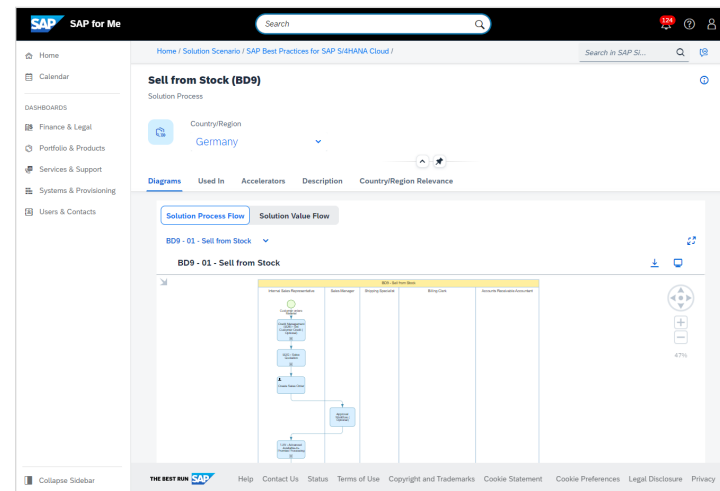 SAP SAP for Me
Search
124
Home
Calendar
DASHBOARDS
Finance & Legal
Portfolio & Products
Services & Support
Systems & Provisioning
Users & Contacts
Collapse Sidebar
Home / Solution Scenario / SAP Best Practices for SAP S/4HANA Cloud /
Search in SAP Si...
Sell from Stock (BD9)
Solution Process
Country/Region
Germany
Diagrams Used In Accelerators Description Country/Region Relevance
Solution Process Flow Solution Value Flow
BD9 - 01 - Sell from Stock
BD9 - 01 - Sell from Stock
BD9 - Sell from Stock
Internal Sales Representative Sales Manager Shipping Specialist Billing Clerk Accounts Receivable Accountant
Create Sales Order
47%
THE BEST RUN SAP Help Contact Us Status Terms of Use Copyright and Trademarks Cookie Statement Cookie Preferences Legal Disclosure Privacy